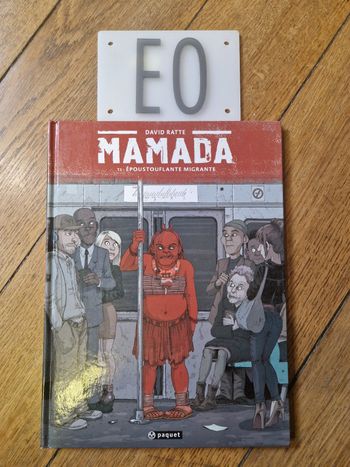 EO
DAVID RATTE
MAMADA
T1 : ÉPOUSTOUFLANTE MIGRANTE
paquet